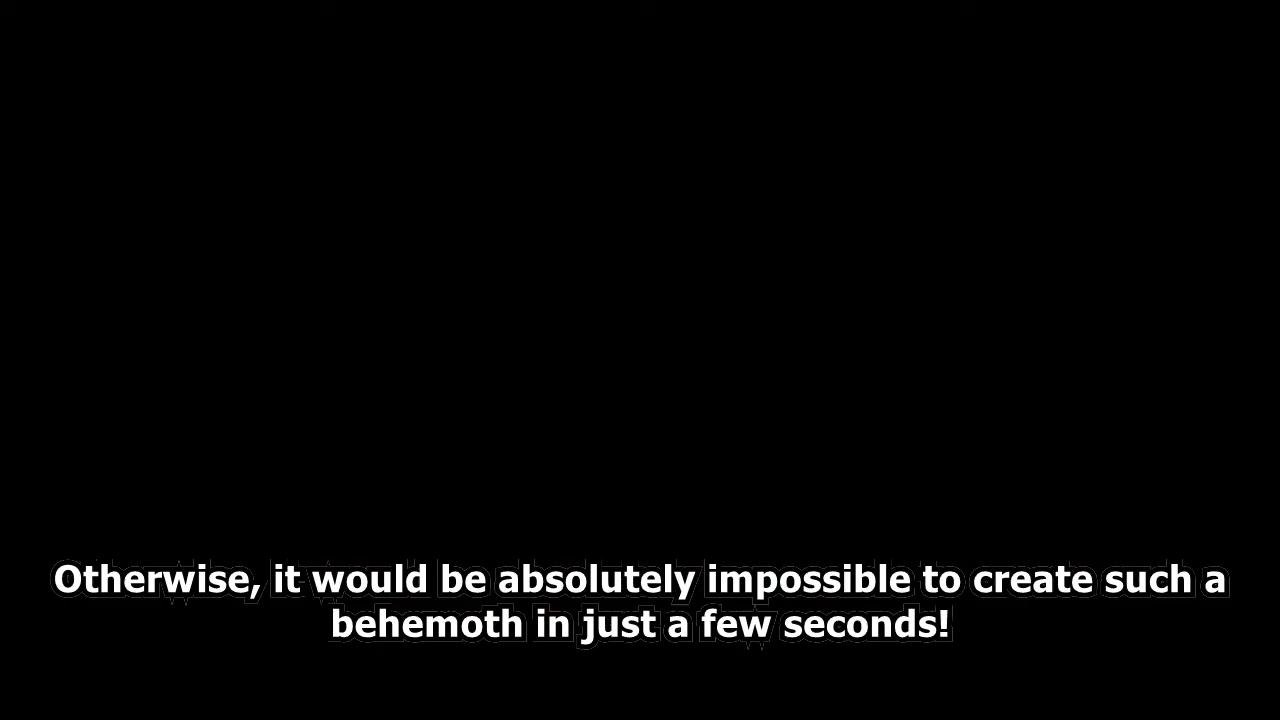 Otherwise, it would be absolutely impossible to create such a
behemoth in just a few seconds!